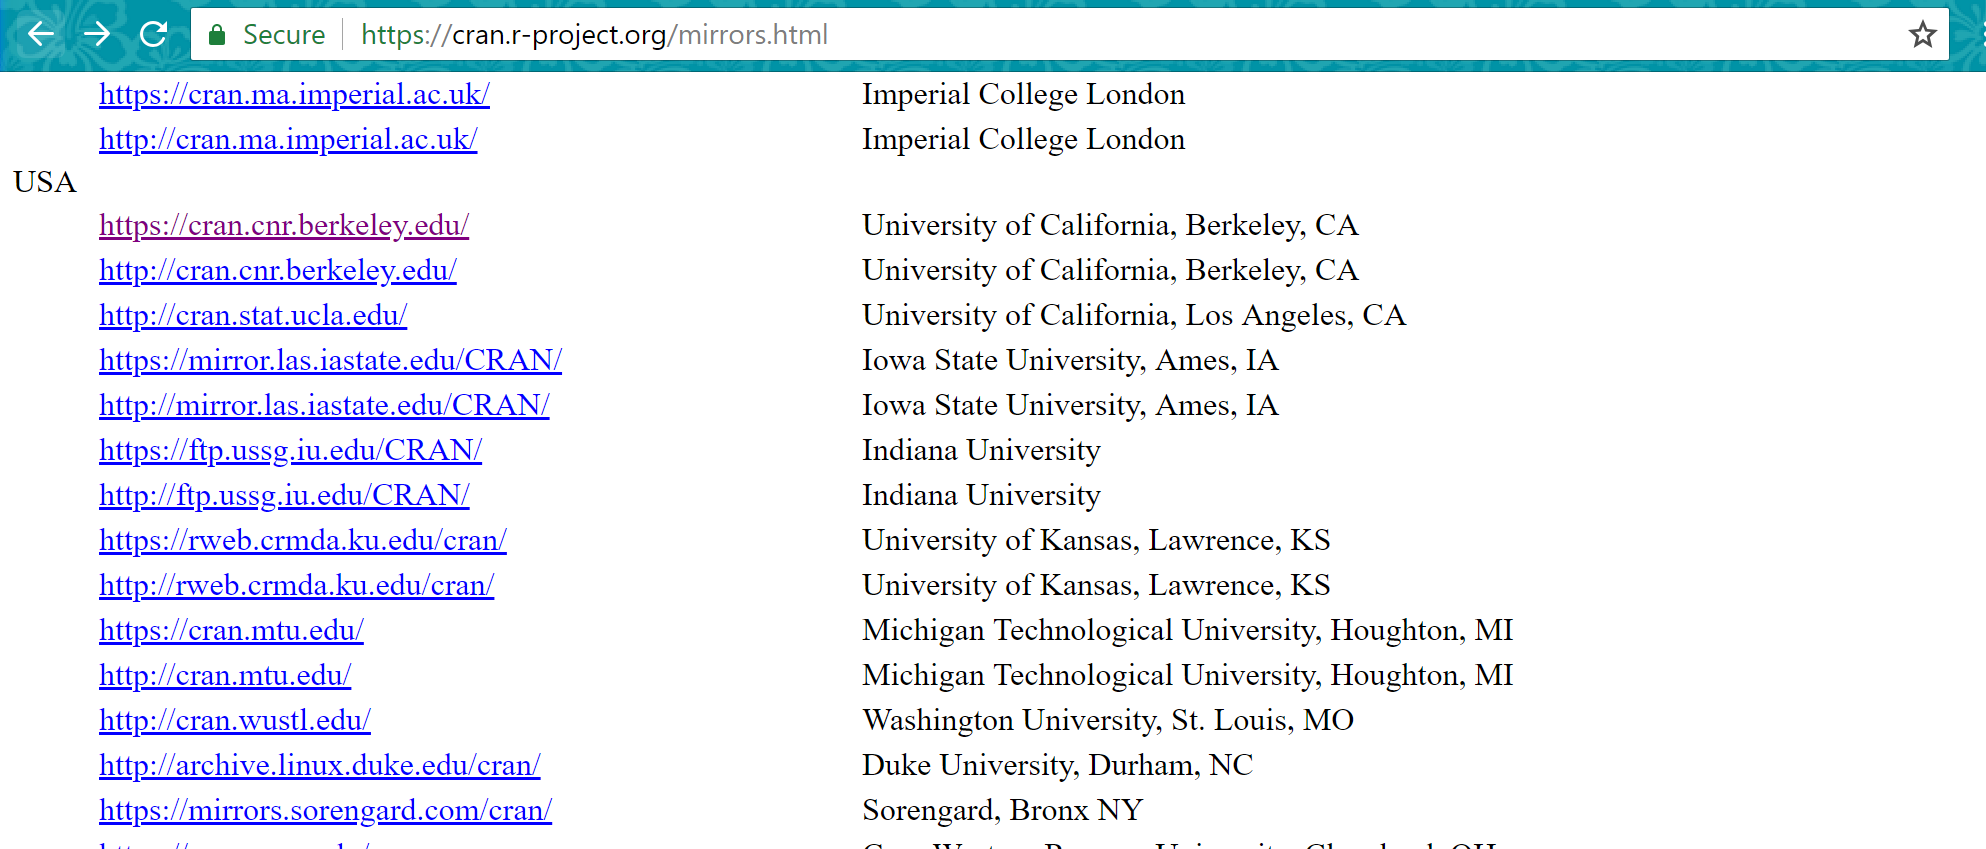 Secure https://cran.r-project.org/mirrors.html
https://cran.ma.imperial.ac.uk/ Imperial College London
http://cran.ma.imperial.ac.uk/ Imperial College London
USA
https://cran.cnr.berkeley.edu/ University of California, Berkeley, CA
http://cran.cnr.berkeley.edu/ University of California, Berkeley, CA
http://cran.stat.ucla.edu/ University of California, Los Angeles, CA
https://mirror.las.iastate.edu/CRAN/ Iowa State University, Ames, IA
http://mirror.las.iastate.edu/CRAN/ Iowa State University, Ames, IA
https://ftp.ussg.iu.edu/CRAN/ Indiana University
http://ftp.ussg.iu.edu/CRAN/ Indiana University
https://rweb.crmda.ku.edu/cran/ University of Kansas, Lawrence, KS
http://rweb.crmda.ku.edu/cran/ University of Kansas, Lawrence, KS
https://cran.mtu.edu/ Michigan Technological University, Houghton, MI
http://cran.mtu.edu/ Michigan Technological University, Houghton, MI
http://cran.wustl.edu/ Washington University, St. Louis, MO
http://archive.linux.duke.edu/cran/ Duke University, Durham, NC
https://mirrors.sorengard.com/cran/ Sorengard, Bronx NY